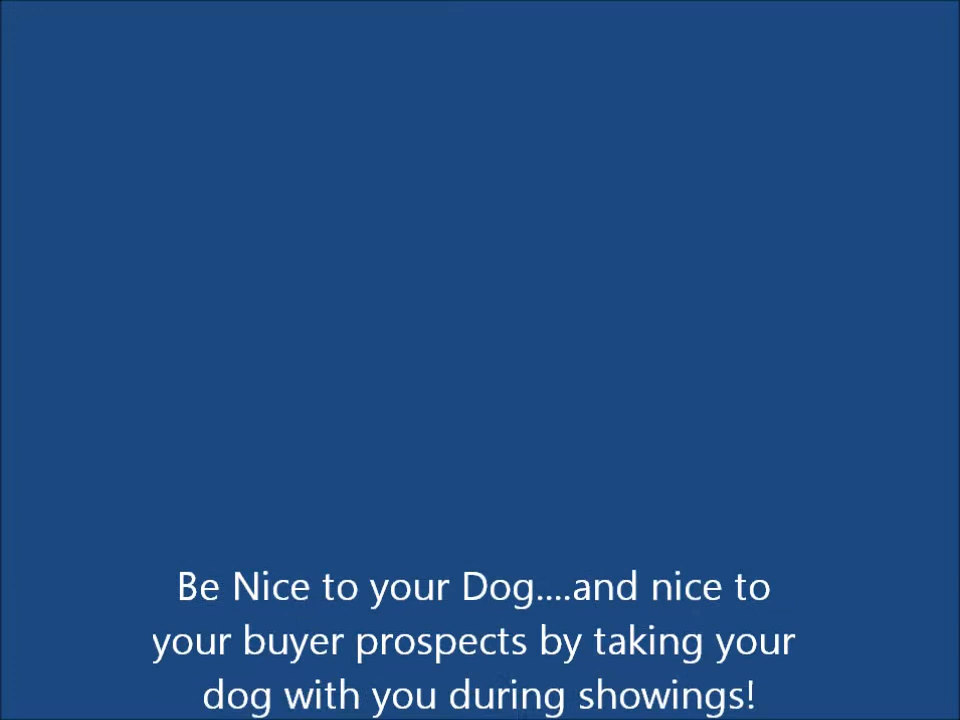 Be Nice to your Dog....and nice to
your buyer prospects by taking your
dog with you during showings!